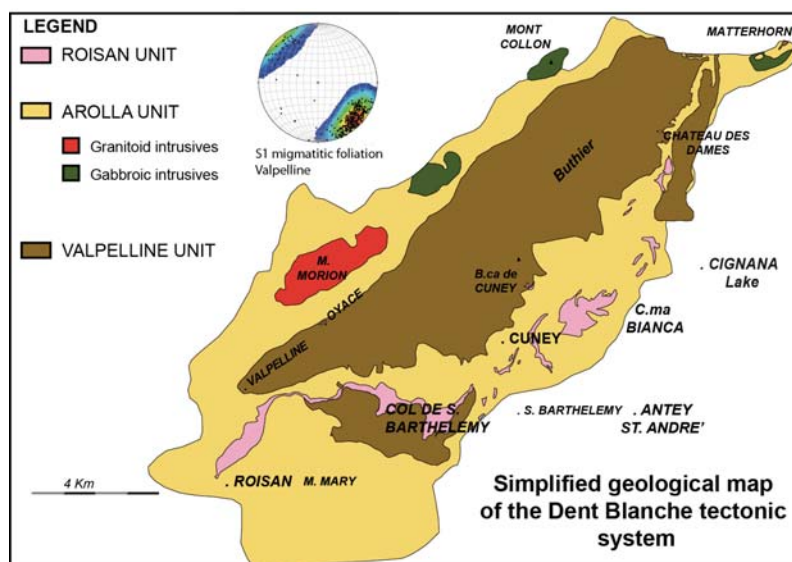 LEGEND
ROISAN UNIT
AROLLA UNIT
Granitoid intrusives
Gabbroic intrusives
VALPELLINE UNIT
S1 migmatitic foliation
Valpelline
MONT
COLLON
MATTERHORN
CHATEAU DES
DAMES
Buthier
M.
MORION
OYACE
VALPELLINE
B.ca de
CUNEY
. CIGNANA
Lake
C.ma
BIANCA
. CUNEY
COL DE S.
BARTHELEMY
. S. BARTHELEMY
. ANTEY
ST. ANDRE'
. ROISAN
M. MARY
4 Km
Simplified geological map
of the Dent Blanche tectonic
system